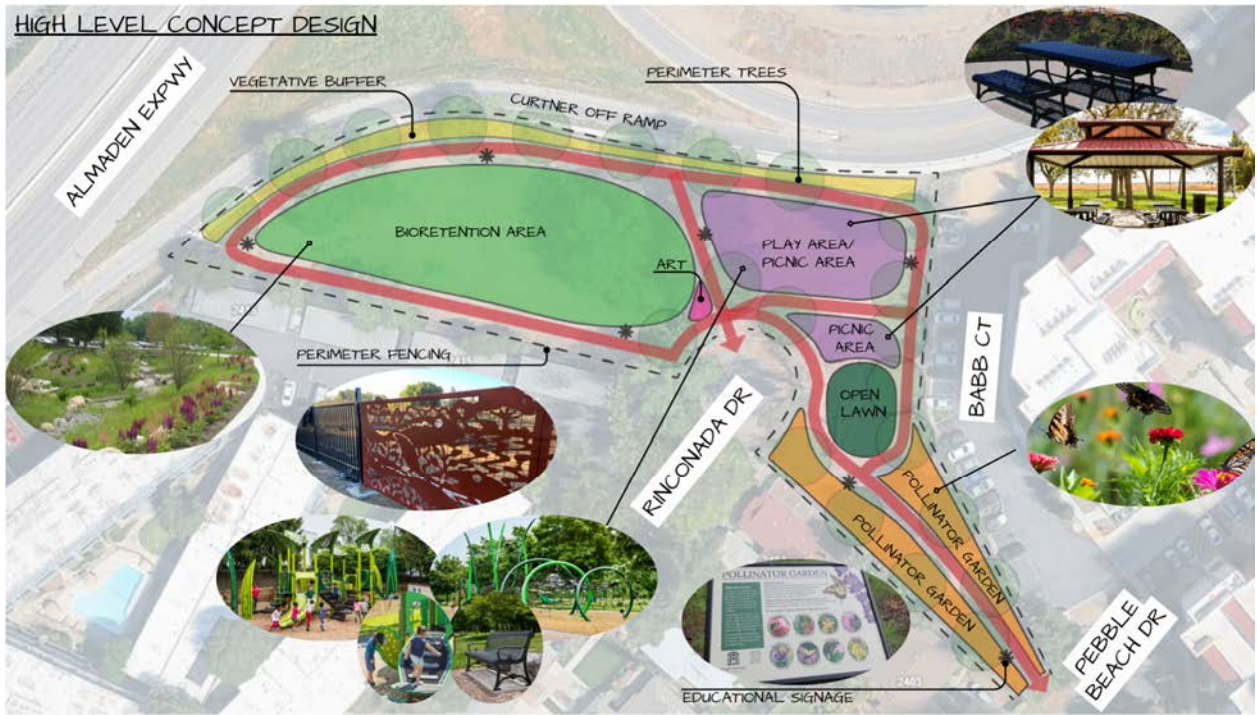 HIGH LEVEL CONCEPT DESIGN
ALMADEN EXPWY
VEGETATIVE BUFFER
CURTNER OFF RAMP
PERIMETER TREES
BIORETENTION AREA
PLAY AREA/
PICNIC AREA
ART
PICNIC
AREA
OPEN
LAWN
BABB CT
PERIMETER FENCING
RINCONADA DR
POLLINATOR GARDEN
POLLINATOR GARDEN
POLLINATOR GARDEN
EDUCATIONAL SIGNAGE
2403
PEBBLE
BEACH DR